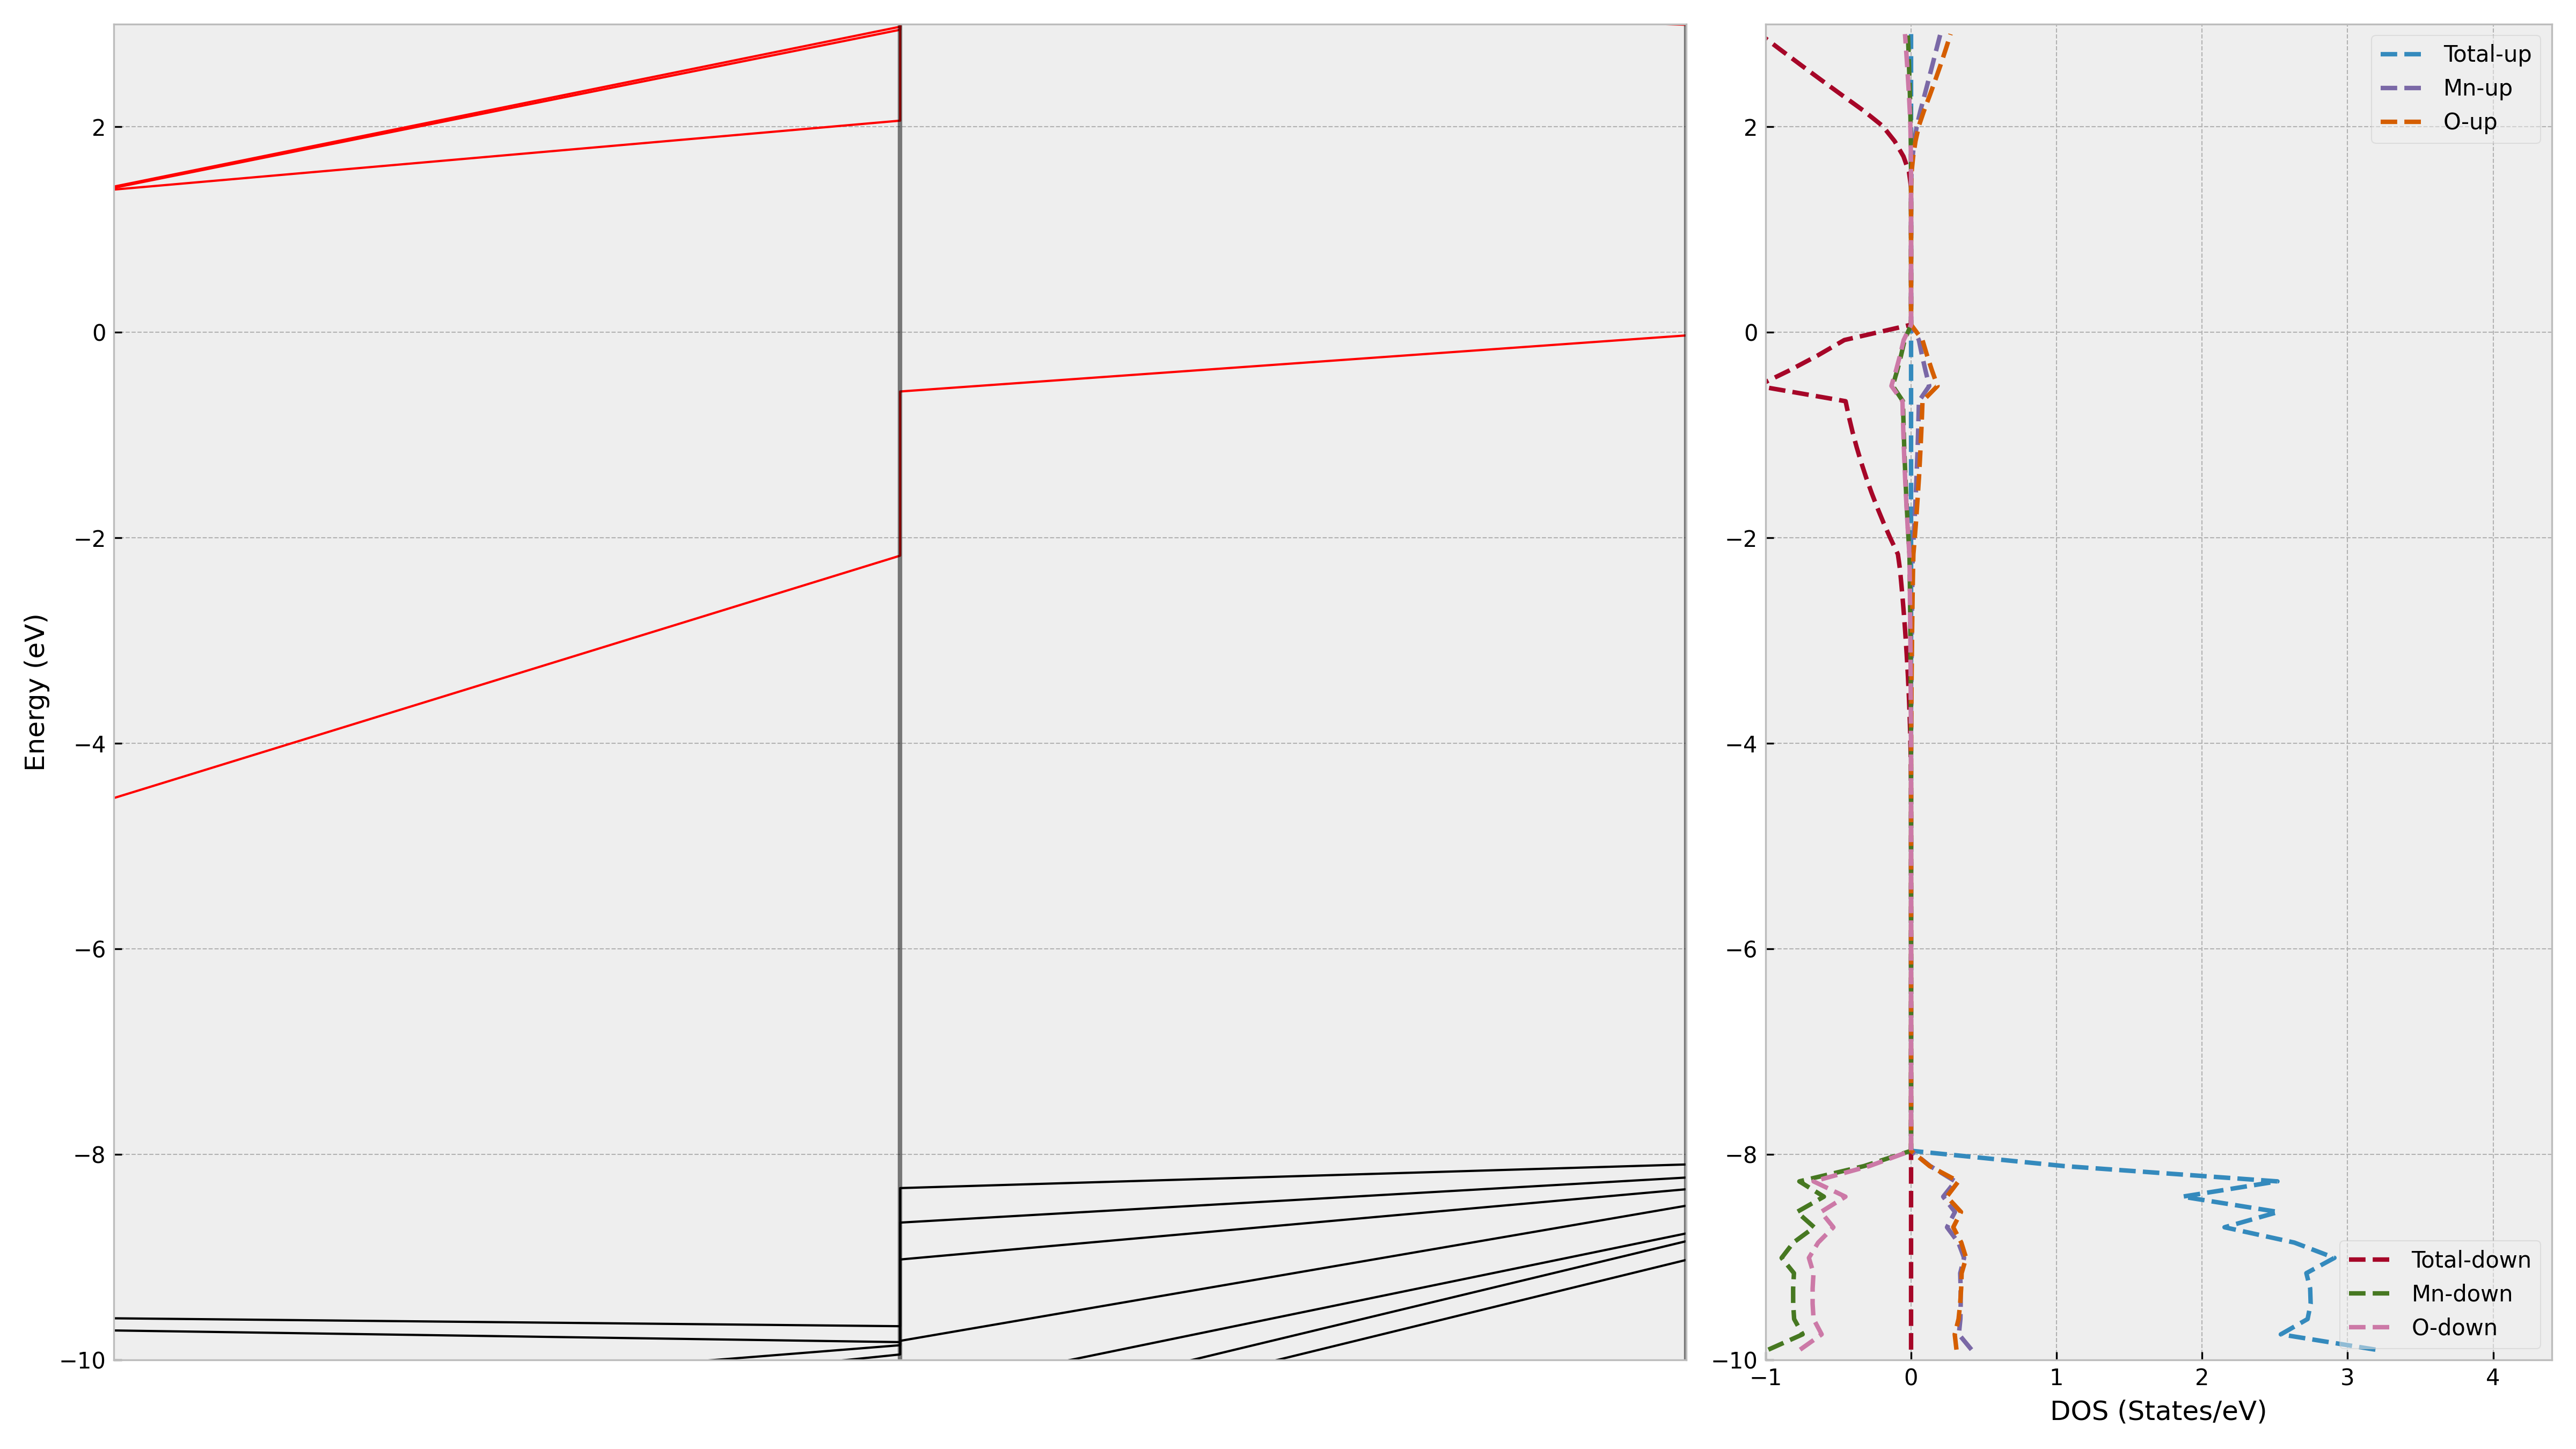 Energy (eV)
2
0
−2
−4
−6
−8
−10
2
0
−2
−4
−6
−8
−10
Total-up
Mn-up
O-up
Total-down
Mn-down
O-down
−1 0 1 2 3 4
DOS (States/eV)